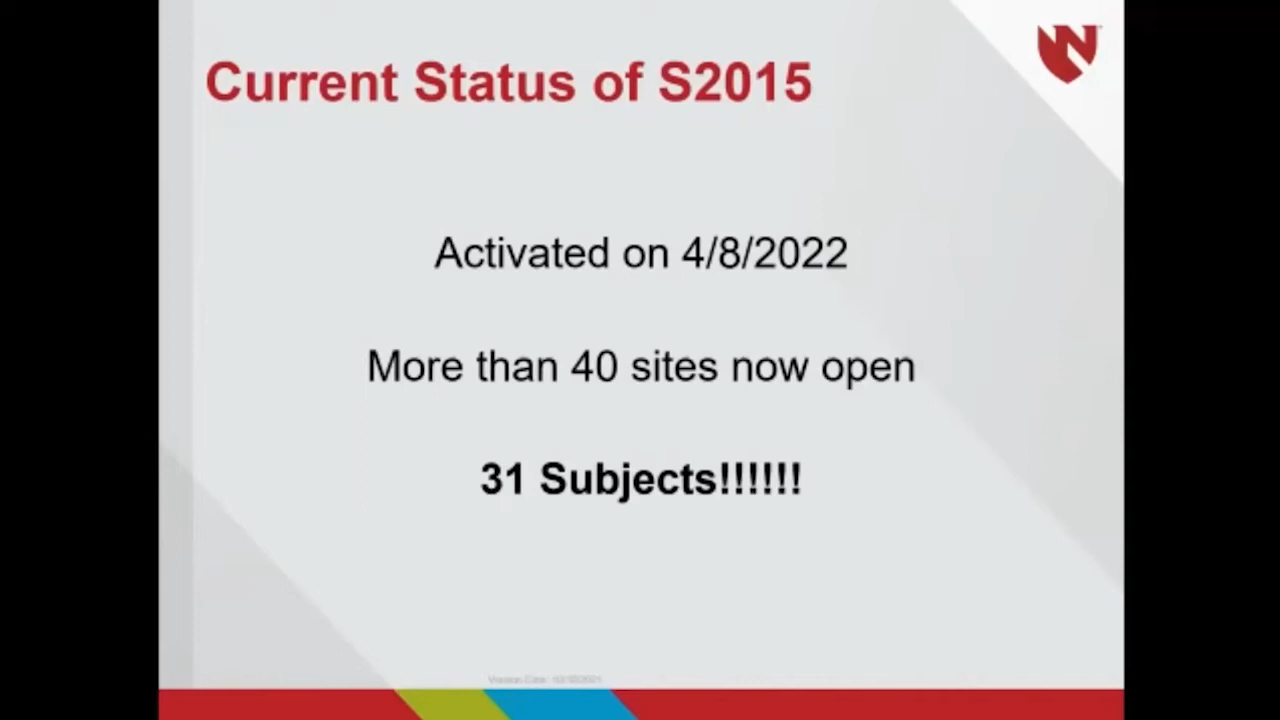 Current Status of S2015
Activated on 4/8/2022
More than 40 sites now open
31 Subjects!!!!!!